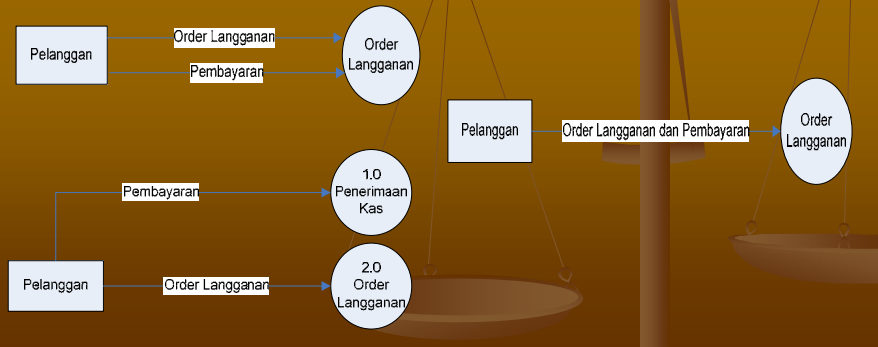 Pelanggan
Order Langganan
Pembayaran
Order
Langganan
Pelanggan
Order Langganan dan Pembayaran
Order
Langganan
Pembayaran
1.0
Penerimaan
Kas
Pelanggan
Order Langganan
2.0
Order
Langganan